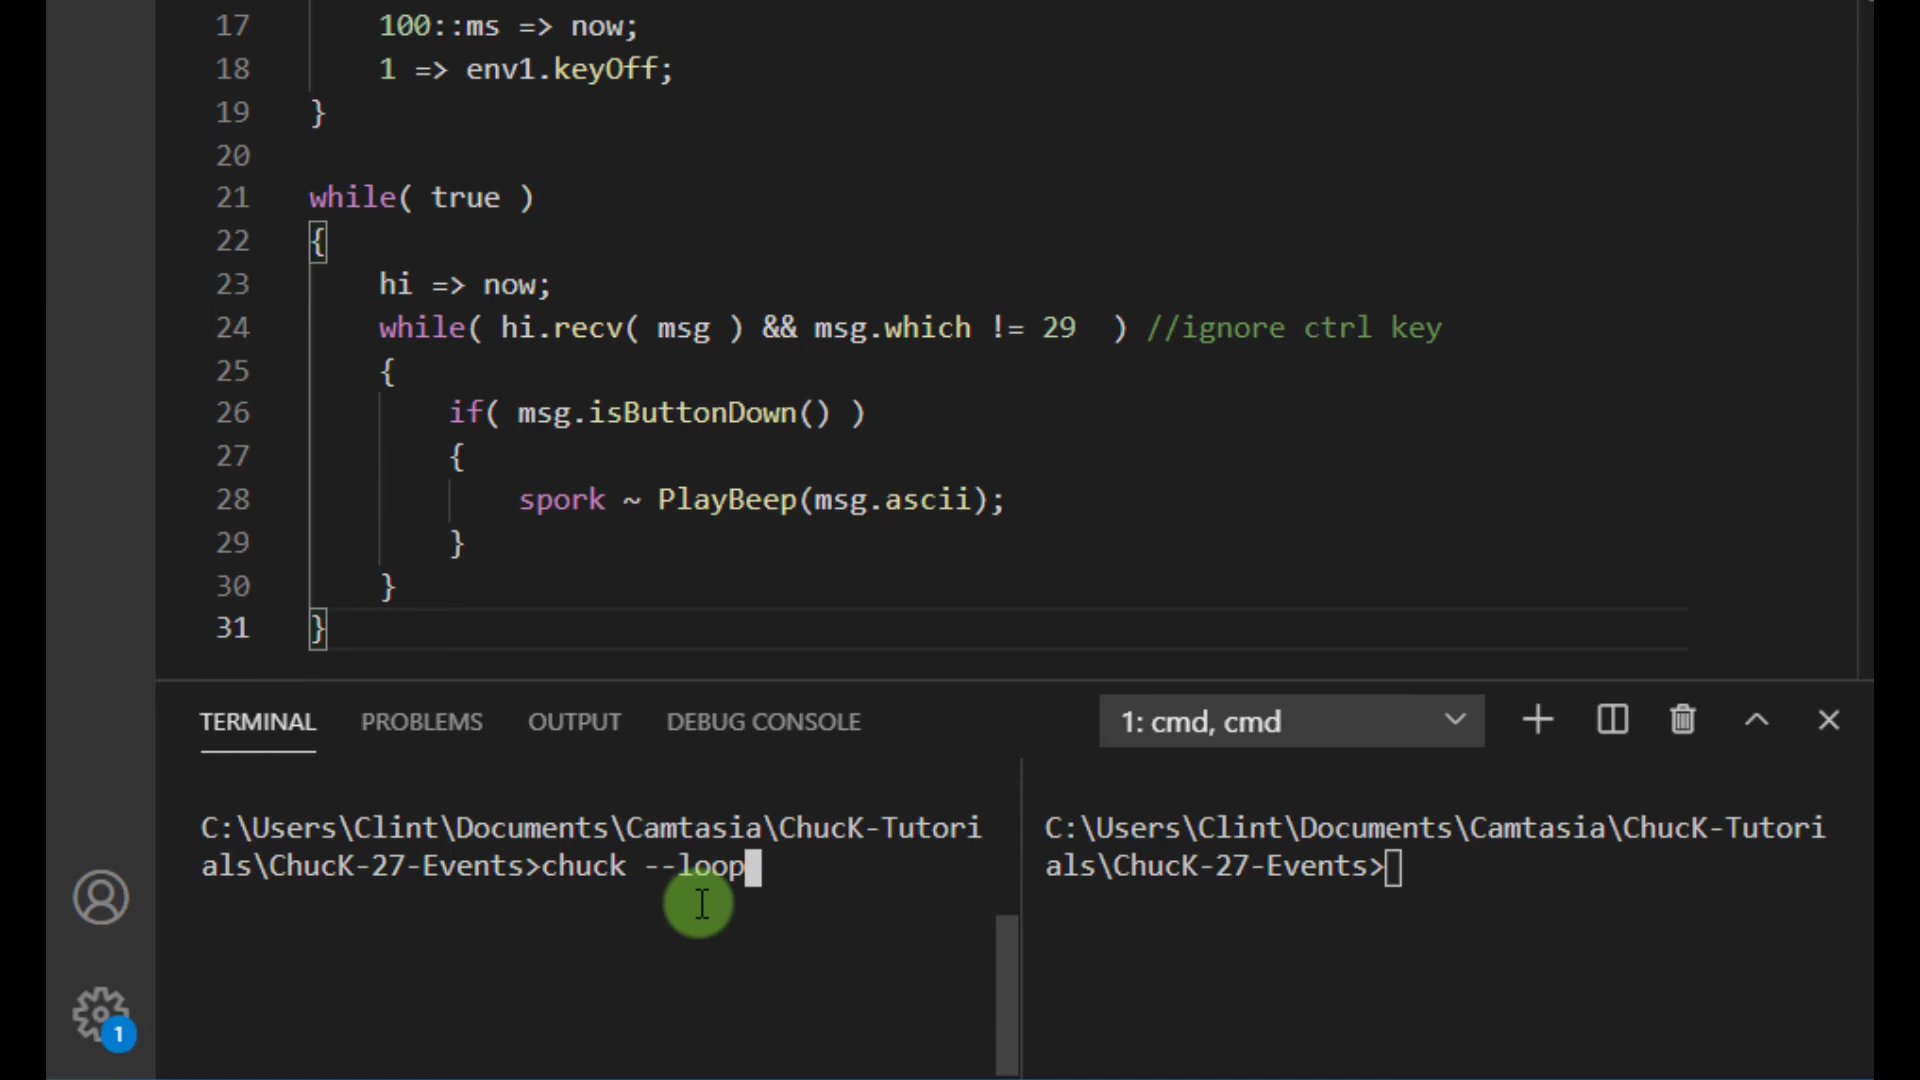 17 100::ms => now;
18 1 => env1.keyOff;
19 }
20
21 while( true )
22 {
23 hi => now;
24 while( hi.recv( msg ) && msg.which != 29 ) //ignore ctrl key
25 {
26 if( msg.isButtonDown() )
27 {
28 spork ~ PlayBeep(msg.ascii);
29 }
30 }
31 }
TERMINAL PROBLEMS OUTPUT DEBUG CONSOLE 1: cmd, cmd
C:\Users\Clint\Documents\Camtasia\ChucK-Tutori
als\ChucK-27-Events>chuck --loop
C:\Users\Clint\Documents\Camtasia\ChucK-Tutori
als\ChucK-27-Events>
1